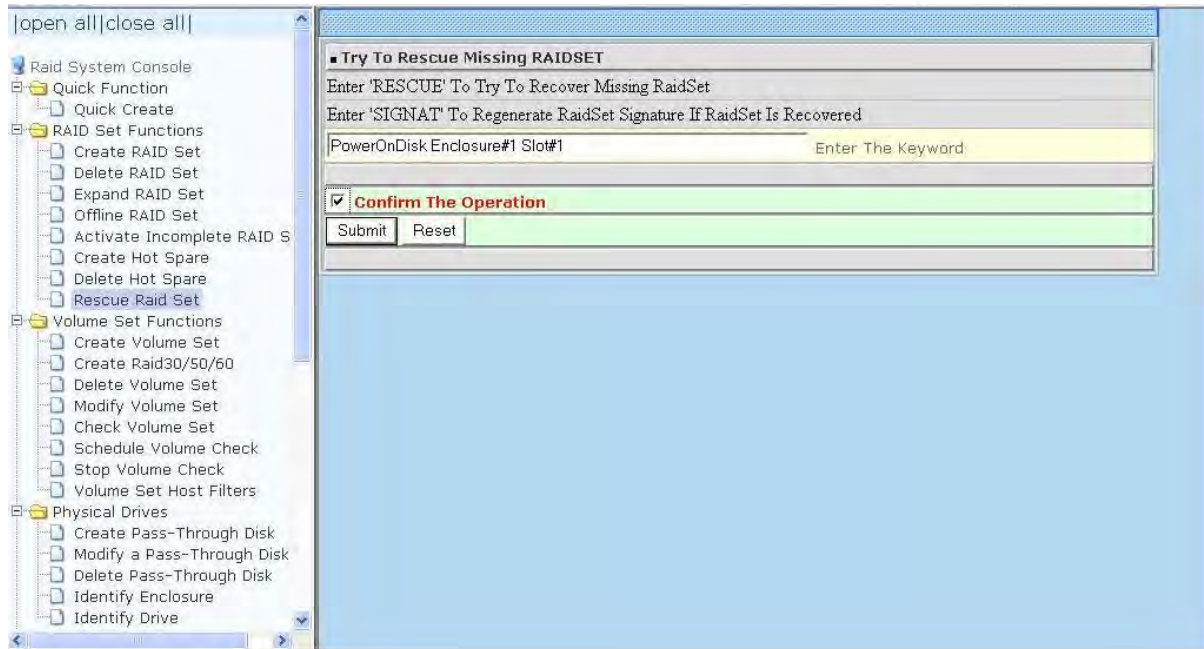 |open all|close all|
Raid System Console
Quick Function
Quick Create
RAID Set Functions
Create RAID Set
Delete RAID Set
Expand RAID Set
Offline RAID Set
Activate Incomplete RAID S
Create Hot Spare
Delete Hot Spare
Rescue Raid Set
Volume Set Functions
Create Volume Set
Create Raid30/50/60
Delete Volume Set
Modify Volume Set
Check Volume Set
Schedule Volume Check
Stop Volume Check
Volume Set Host Filters
Physical Drives
Create Pass-Through Disk
Modify a Pass-Through Disk
Delete Pass-Through Disk
Identify Enclosure
Identify Drive
Try To Rescue Missing RAIDSET
Enter 'RESCUE' To Try To Recover Missing RaidSet
Enter 'SIGNAT' To Regenerate RaidSet Signature If RaidSet Is Recovered
PowerOnDisk Enclosure#1 Slot#1 Enter The Keyword
Confirm The Operation
Submit Reset